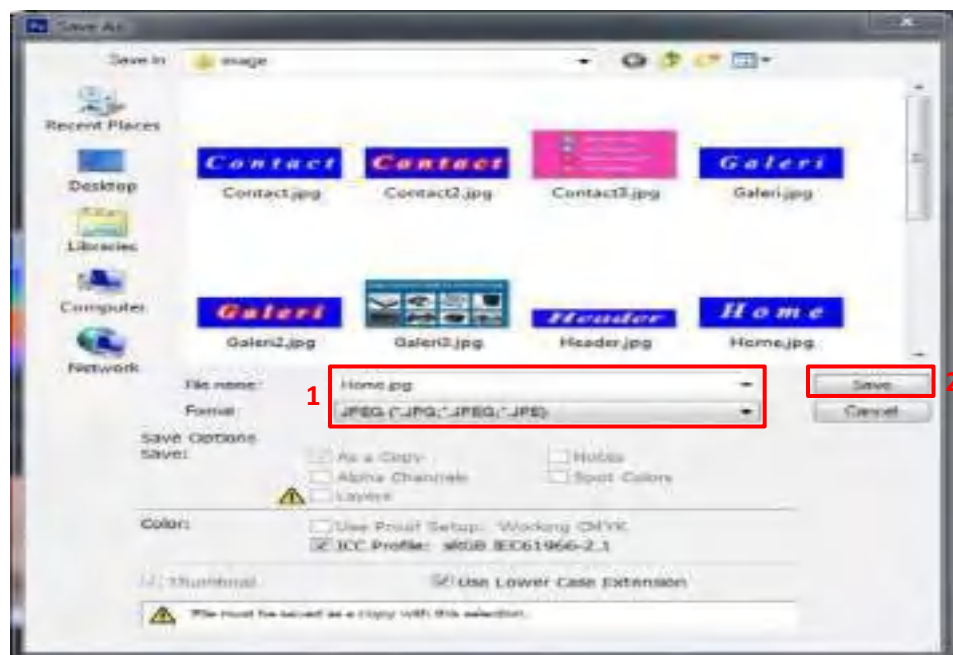 Save As
Save in
image
Recent Places
Desktop
Libraries
Computer
Network
Contact
Contact
Galeri
Contact.jpg
Contact2.jpg
Contact3.jpg
Galeri.jpg
Galeri
Header
Home
Galeri2.jpg
Galeri3.jpg
Header.jpg
Home.jpg
File name:
1
Home.jpg
Save
2
Format:
JPEG (*.JPG;*.JPEG;*.JPE)
Cancel
Save Options
Save:
As a Copy
Notes
Alpha Channels
Spot Colors
Layers
Color:
Use Proof Setup: Working CMYK
ICC Profile: sRGB IEC61966-2.1
Thumbnail
Use Lower Case Extension
File must be saved as a copy with this selection.